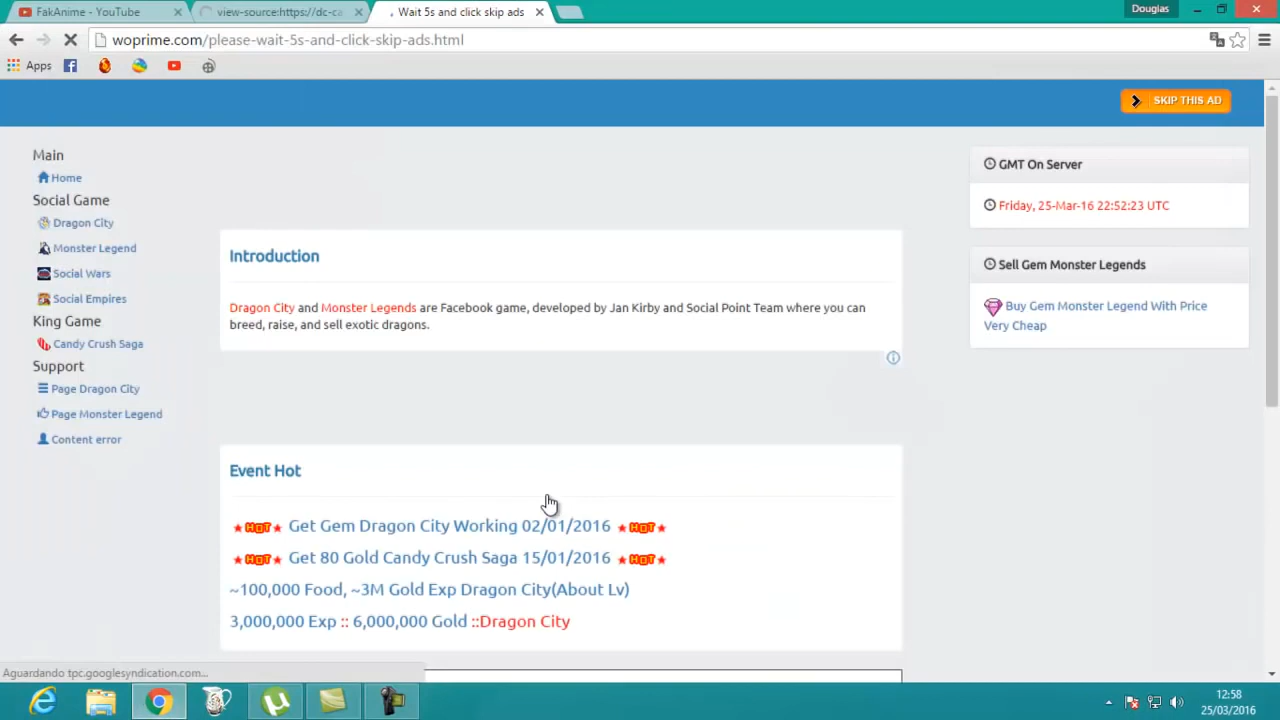 FakAnime - YouTube
view-source:https://dc-ca
Wait 5s and click skip ads
Douglas
woprime.com/please-wait-5s-and-click-skip-ads.html
Apps
SKIP THIS AD
Main
Home
Social Game
Dragon City
Monster Legend
Social Wars
Social Empires
King Game
Candy Crush Saga
Support
Page Dragon City
Page Monster Legend
Content error
Introduction
Dragon City and Monster Legends are Facebook game, developed by Jan Kirby and Social Point Team where you can
breed, raise, and sell exotic dragons.
Event Hot
HOT Get Gem Dragon City Working 02/01/2016 HOT
HOT Get 80 Gold Candy Crush Saga 15/01/2016 HOT
~100,000 Food, ~3M Gold Exp Dragon City(About Lv)
3,000,000 Exp :: 6,000,000 Gold ::Dragon City
GMT On Server
Friday, 25-Mar-16 22:52:23 UTC
Sell Gem Monster Legends
Buy Gem Monster Legend With Price
Very Cheap
Aguardando tpc.googlesyndication.com...
12:58
25/03/2016